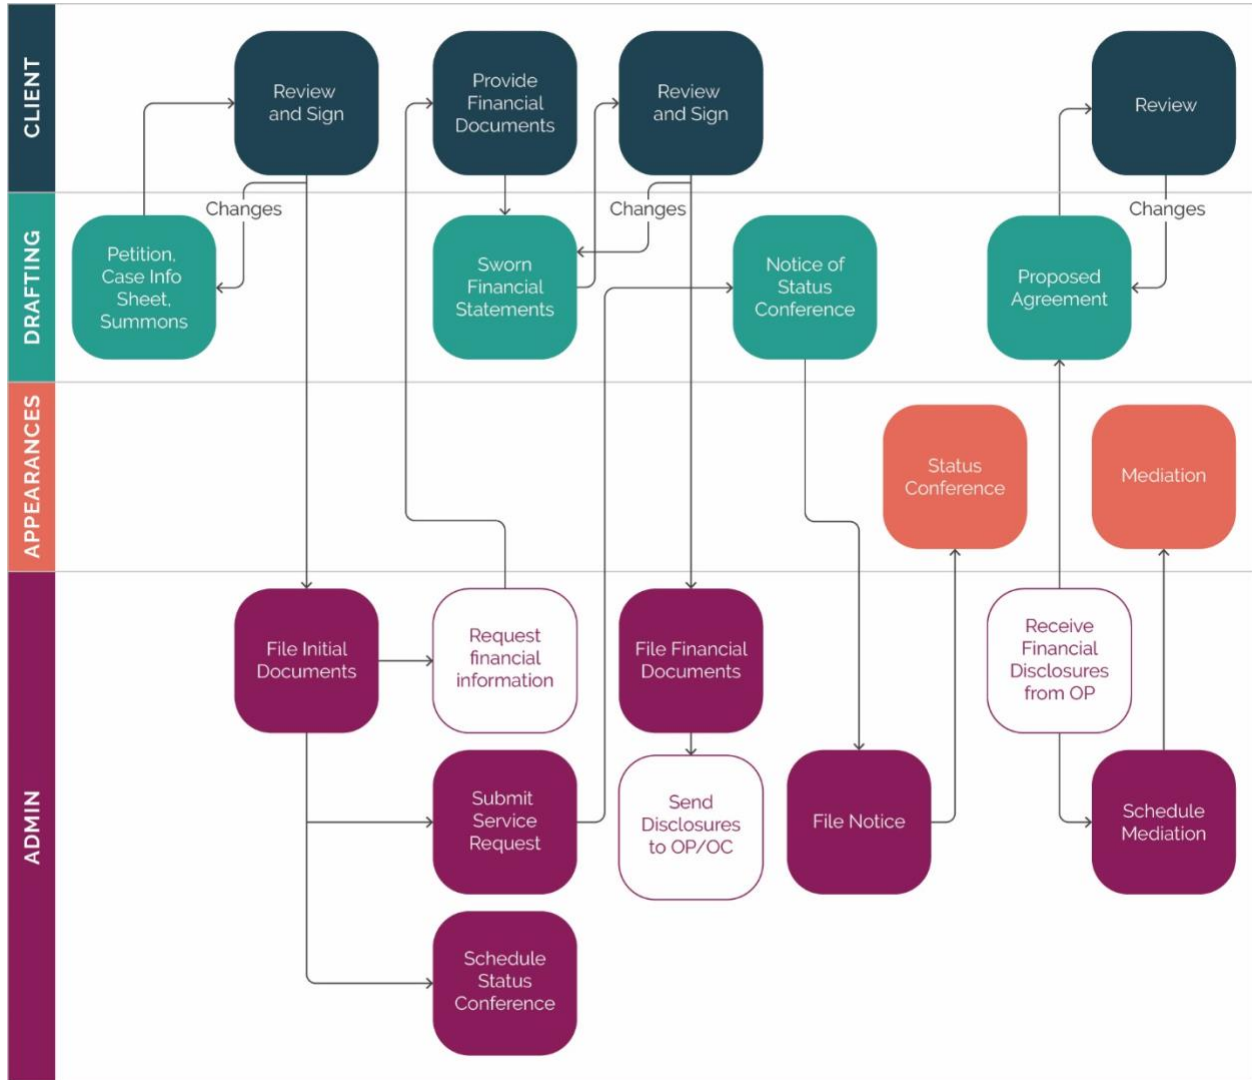 CLIENT
Review
and Sign
Provide
Financial
Documents
Review
and Sign
Review
DRAFTING
Changes
Changes
Changes
Petition,
Case Info
Sheet,
Summons
Sworn
Financial
Statements
Notice of
Status
Conference
Proposed
Agreement
APPEARANCES
Status
Conference
Mediation
ADMIN
File Initial
Documents
Request
financial
information
File Financial
Documents
Receive
Financial
Disclosures
from OP
Submit
Service
Request
Send
Disclosures
to OP/OC
File Notice
Schedule
Mediation
Schedule
Status
Conference